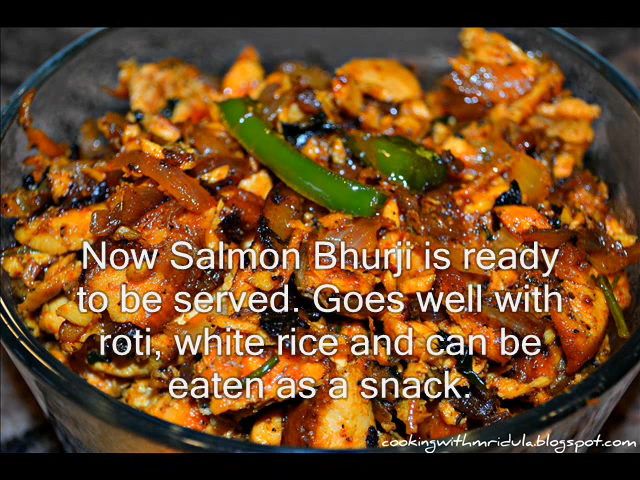 Now Salmon Bhurji is ready
to be served. Goes well with
roti, white rice and can be
eaten as a snack.
cookingwithmridula.blogspot.com